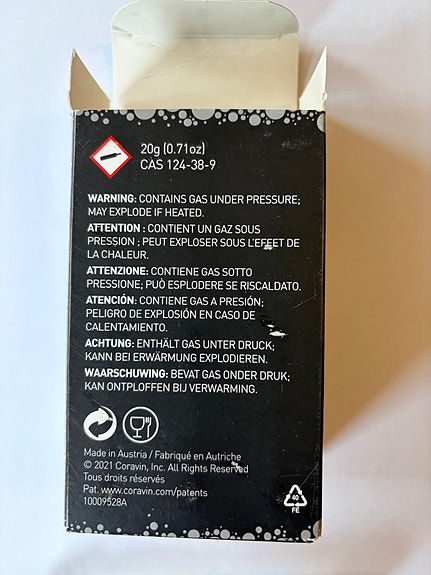 20g (0.71oz)
CAS 124-38-9
WARNING: CONTAINS GAS UNDER PRESSURE;
MAY EXPLODE IF HEATED.
ATTENTION : CONTIENT UN GAZ SOUS
PRESSION ; PEUT EXPLOSER SOUS L'EFFET DE
LA CHALEUR.
ATTENZIONE: CONTIENE GAS SOTTO
PRESSIONE; PUÒ ESPLODERE SE RISCALDATO.
ATENCIÓN: CONTIENE GAS A PRESIÓN;
PELIGRO DE EXPLOSIÓN EN CASO DE
CALENTAMIENTO.
ACHTUNG: ENTHÄLT GAS UNTER DRUCK;
KANN BEI ERWÄRMUNG EXPLODIEREN.
WAARSCHUWING: BEVAT GAS ONDER DRUK;
KAN ONTPLOFFEN BIJ VERWARMING.
Made in Austria / Fabriqué en Autriche
© 2021 Coravin, Inc. All Rights Reserved
Tous droits réservés
Pat. www.coravin.com/patents
10009528A
40
FE